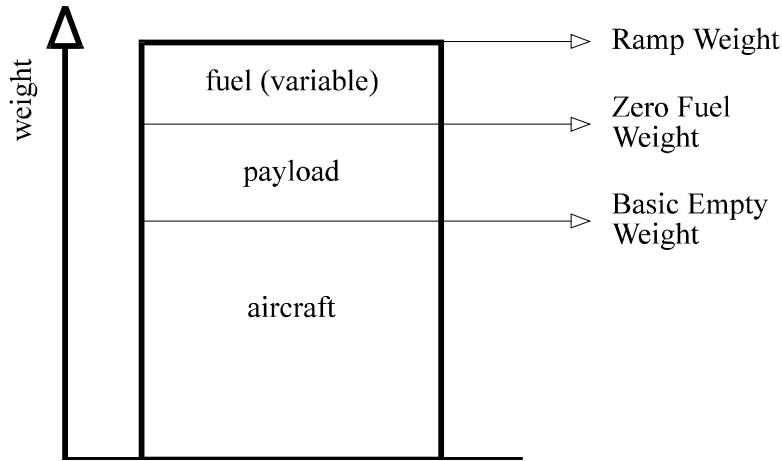 weight
fuel (variable)
payload
aircraft
Ramp Weight
Zero Fuel
Weight
Basic Empty
Weight